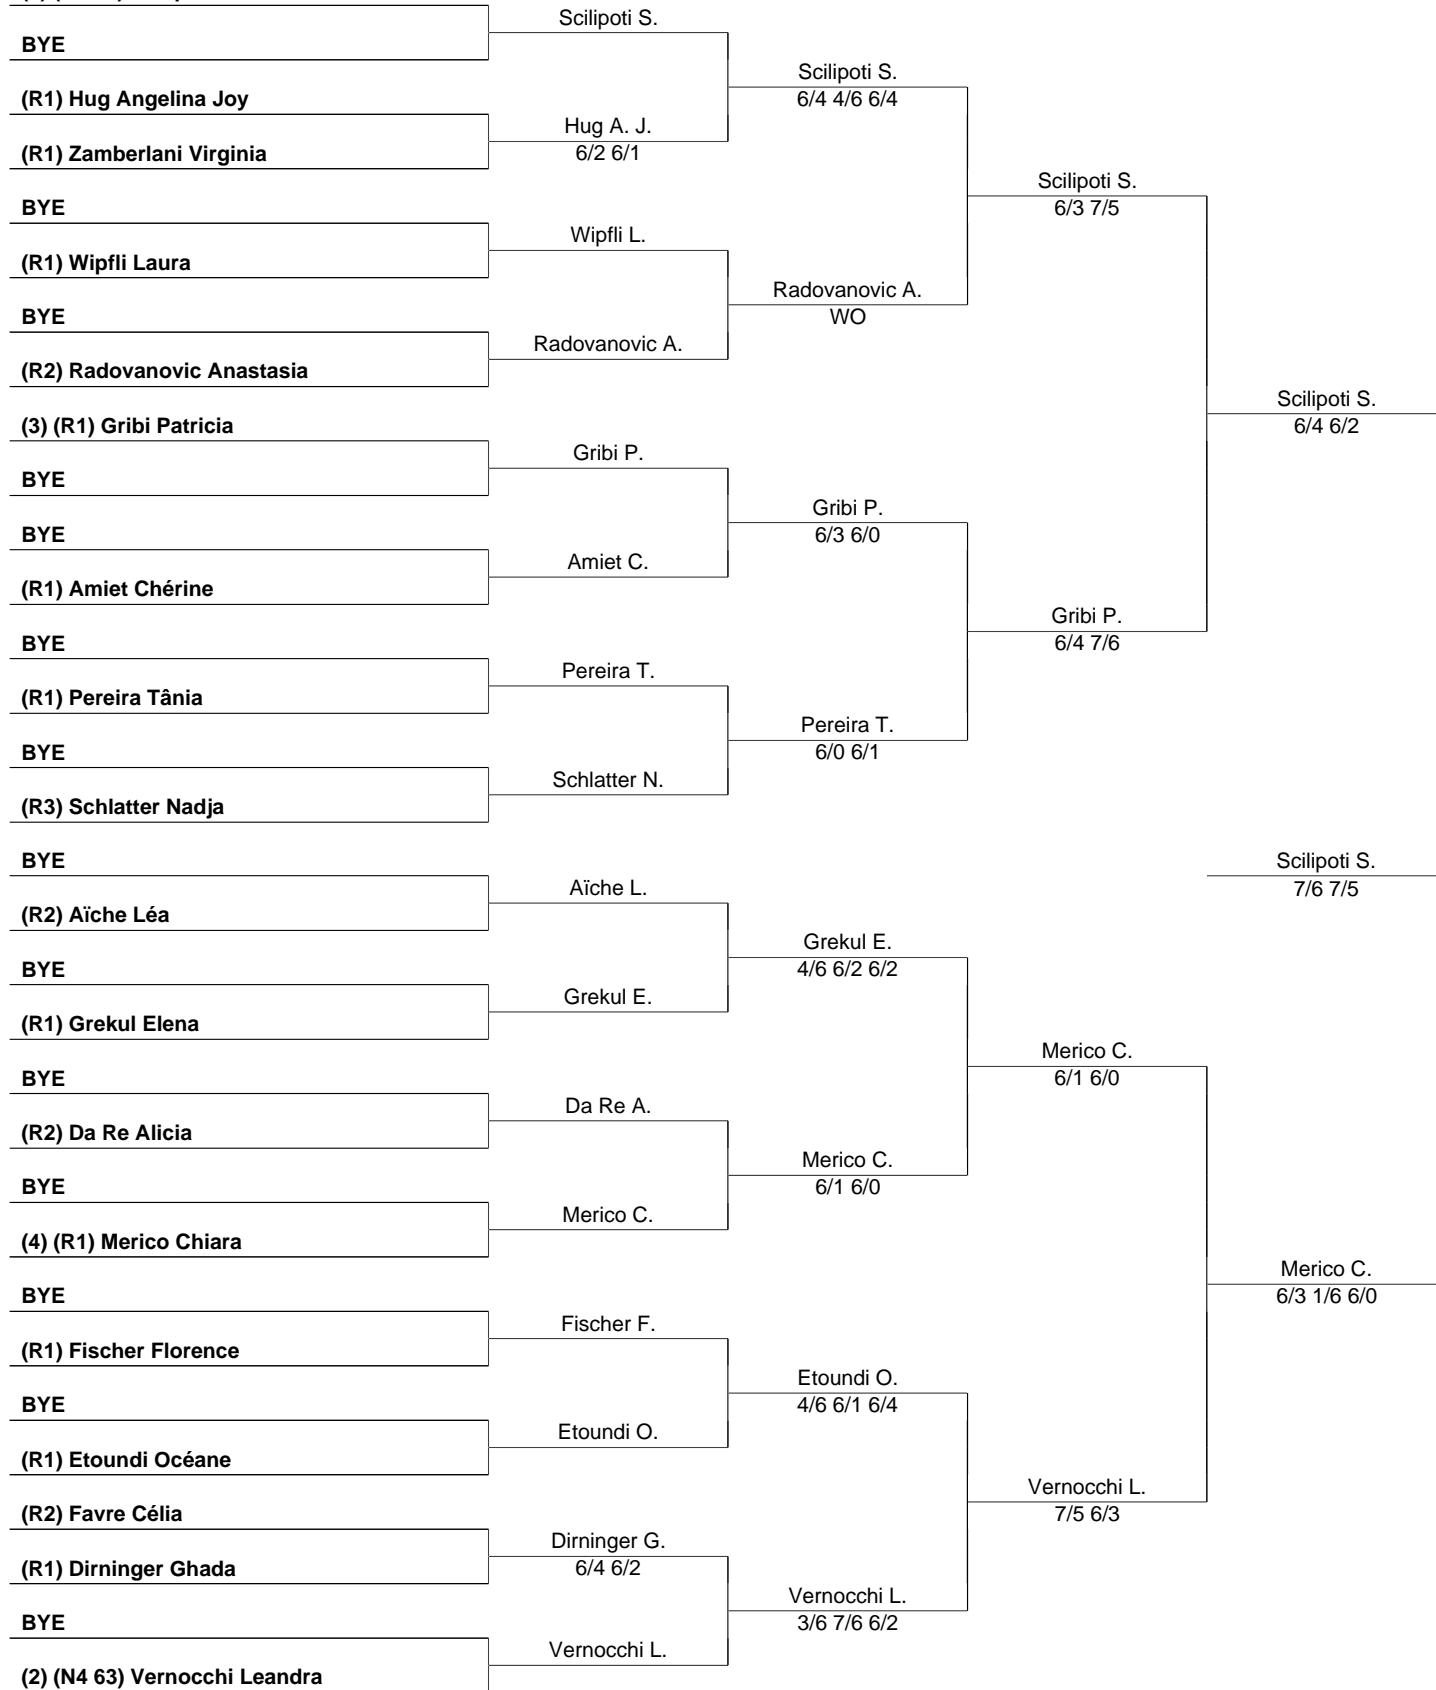 BYE
(R1) Hug Angelina Joy
(R1) Zamberlani Virginia
BYE
(R1) Wipfli Laura
BYE
(R2) Radovanovic Anastasia
(3) (R1) Gribi Patricia
BYE
BYE
(R1) Amiet Chérine
BYE
(R1) Pereira Tânia
BYE
(R3) Schlatter Nadja
BYE
(R2) Aïche Léa
BYE
(R1) Grekul Elena
BYE
(R2) Da Re Alicia
BYE
(4) (R1) Merico Chiara
BYE
(R1) Fischer Florence
BYE
(R1) Etoundi Océane
(R2) Favre Célia
(R1) Dirninger Ghada
BYE
(2) (N4 63) Vernocchi Leandra
Scilipoti S.
Hug A. J.
6/2 6/1
Wipfli L.
Radovanovic A.
Gribi P.
Amiet C.
Pereira T.
Schlatter N.
Aïche L.
Grekul E.
Da Re A.
Merico C.
Fischer F.
Etoundi O.
Dirninger G.
6/4 6/2
Vernocchi L.
Scilipoti S.
6/4 4/6 6/4
Radovanovic A.
WO
Gribi P.
6/3 6/0
Pereira T.
6/0 6/1
Grekul E.
4/6 6/2 6/2
Merico C.
6/1 6/0
Etoundi O.
4/6 6/1 6/4
Vernocchi L.
3/6 7/6 6/2
Scilipoti S.
6/3 7/5
Gribi P.
6/4 7/6
Merico C.
6/1 6/0
Vernocchi L.
7/5 6/3
Scilipoti S.
6/4 6/2
Scilipoti S.
7/6 7/5
Merico C.
6/3 1/6 6/0